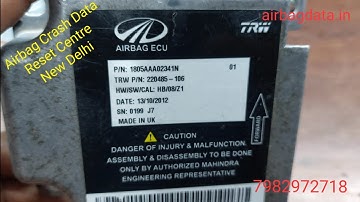 Airbag Crash Data
Reset Centre
New Delhi
airbagdata.in
AIRBAG ECU
TRW
P/N: 1805AAA02341N 01
TRW P/N: 220485-106
HW/SW/CAL: HB/08/Z1
DATE: 13/10/2012
SN: 0199 J7
MADE IN UK
FORWARD
CAUTION
DANGER OF INJURY & MALFUNCTION.
ASSEMBLY & DISASSEMBLY TO BE DONE
ONLY BY AUTHORIZED MAHINDRA
ENGINEERING REPRESENTATIVE
7982972718